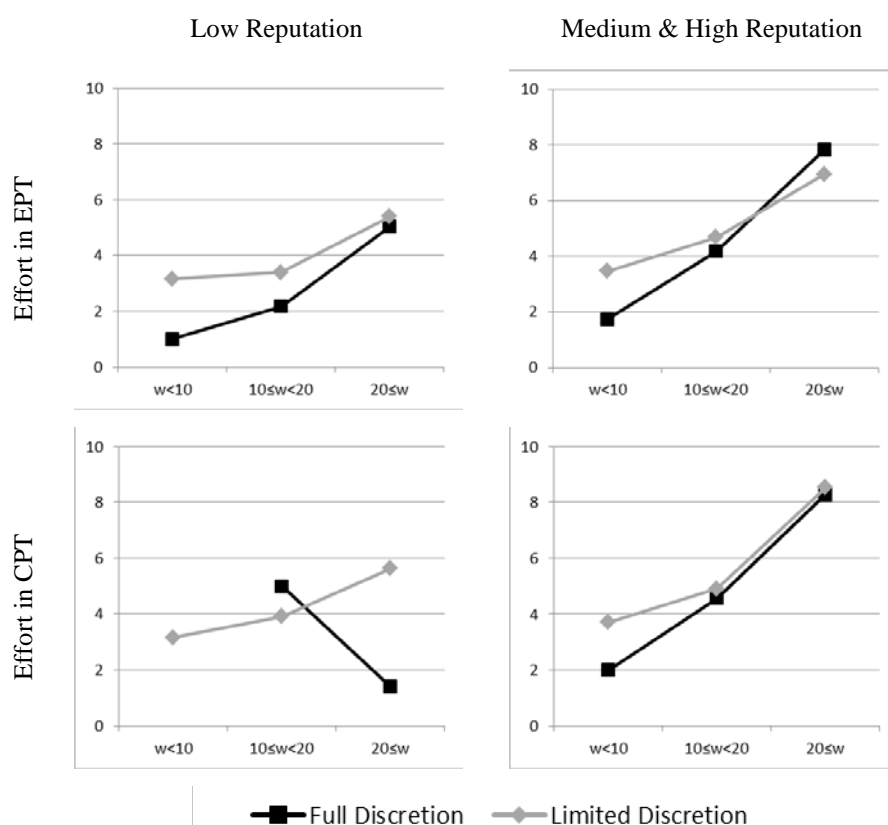 Low Reputation
Medium & High Reputation
Effort in EPT
10
8
6
4
2
0
w<10
10≤w<20
20≤w
10
8
6
4
2
0
w<10
10≤w<20
20≤w
Effort in CPT
10
8
6
4
2
0
w<10
10≤w<20
20≤w
10
8
6
4
2
0
w<10
10≤w<20
20≤w
Full Discretion
Limited Discretion